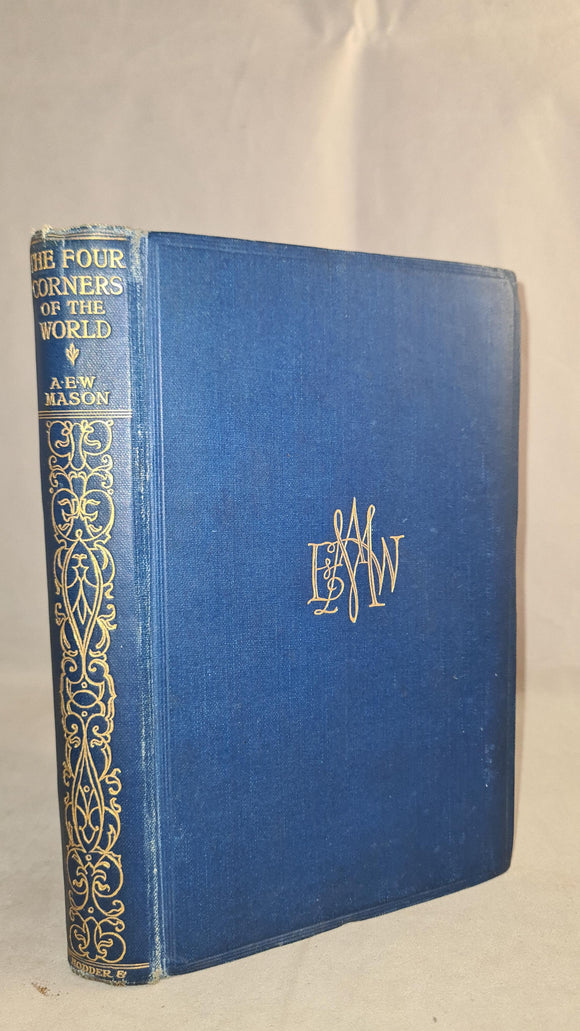 THE FOUR
CORNERS
OF THE
WORLD
A·E·W
MASON
HODDER &